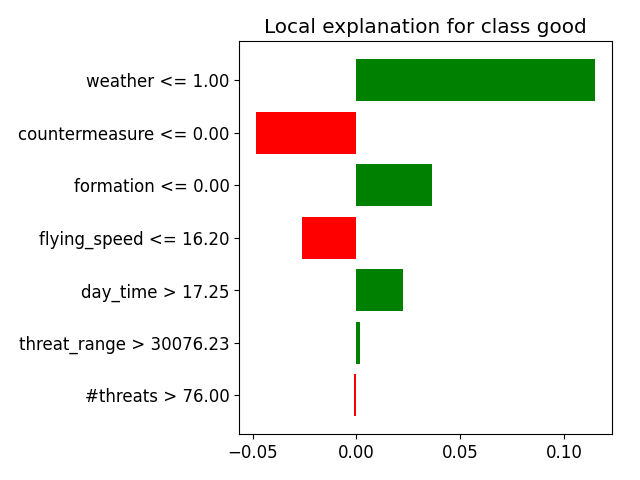 Local explanation for class good
weather <= 1.00
countermeasure <= 0.00
formation <= 0.00
flying_speed <= 16.20
day_time > 17.25
threat_range > 30076.23
#threats > 76.00
−0.05 0.00 0.05 0.10